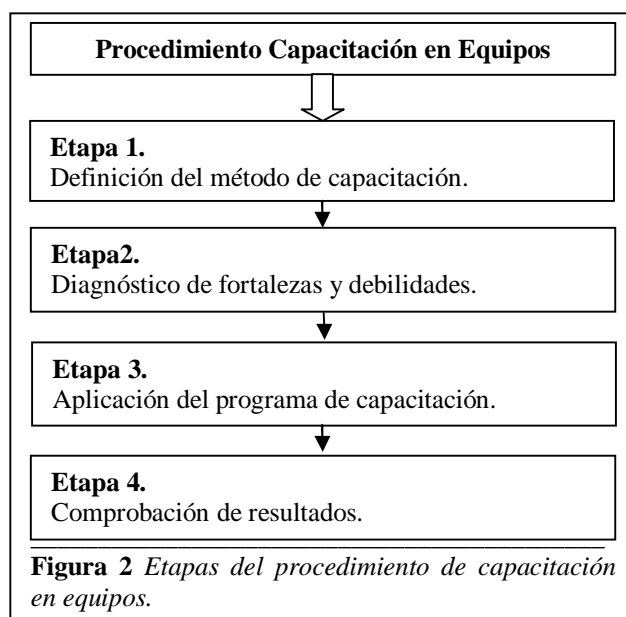 Procedimiento Capacitación en Equipos
Etapa 1.
Definición del método de capacitación.
Etapa2.
Diagnóstico de fortalezas y debilidades.
Etapa 3.
Aplicación del programa de capacitación.
Etapa 4.
Comprobación de resultados.
Figura 2 Etapas del procedimiento de capacitación
en equipos.